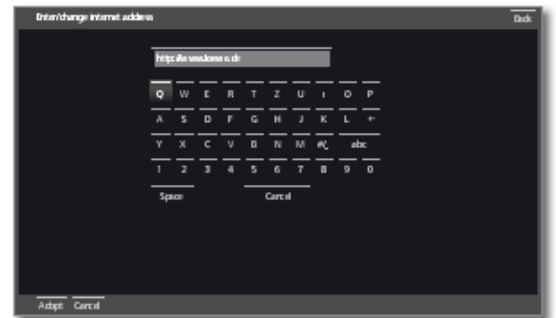 Enter/change internet address Back
http://www.loewe.de
Q W E R T Z U I O P
A S D F G H J K L ←
Y X C V B N M #/_ abc
1 2 3 4 5 6 7 8 9 0
Space Cancel
Adopt Cancel